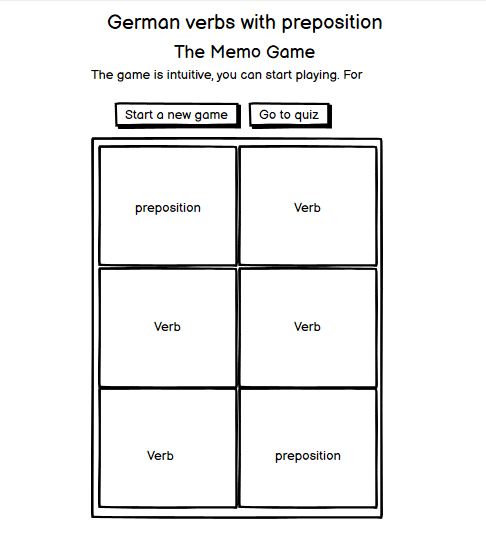 German verbs with preposition
The Memo Game
The game is intuitive, you can start playing. For
Start a new game Go to quiz
preposition Verb
Verb Verb
Verb preposition